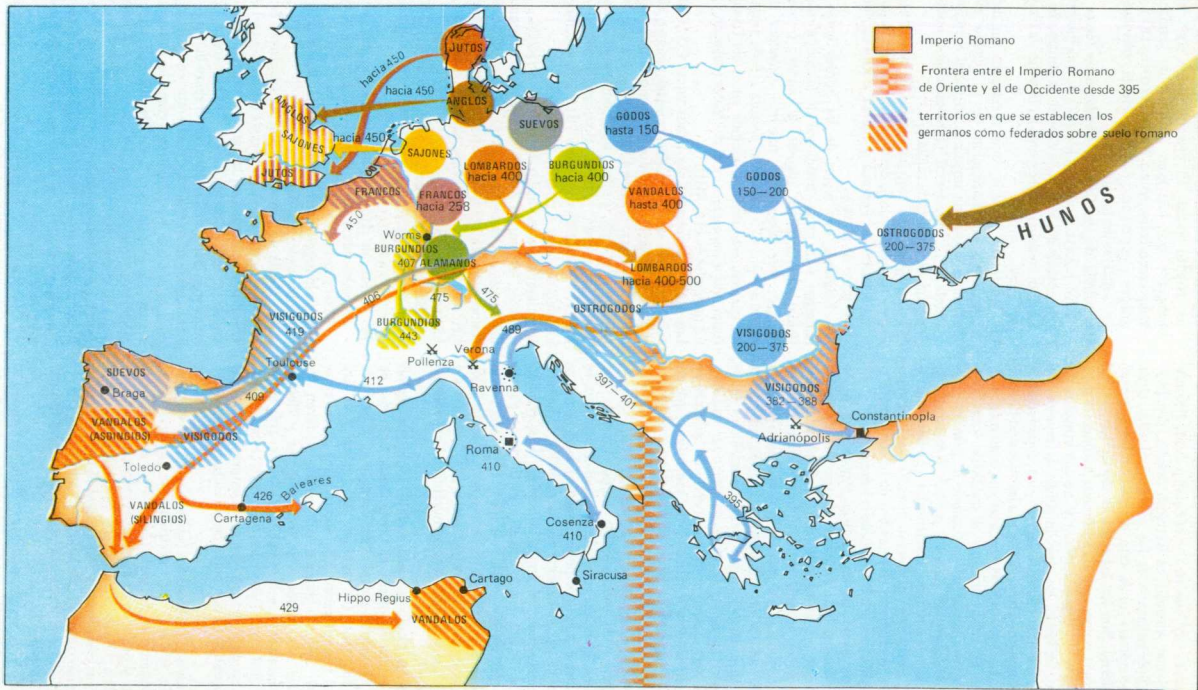 Imperio Romano
Frontera entre el Imperio Romano
de Oriente y el de Occidente desde 395
territorios en que se establecen los
germanos como federados sobre suelo romano
HUNOS
JUTOS
hacia 450
hacia 450
ANGLOS
ANGLOS
SAJONES
hacia 450
JUTOS
SAJONES
SUEVOS
GODOS
hasta 150
LOMBARDOS
hacia 400
BURGUNDIOS
hacia 400
VANDALOS
hasta 400
GODOS
150—200
FRANCOS
FRANCOS
hacia 258
450
OSTROGODOS
200—375
Worms
BURGUNDIOS
407
ALAMANOS
LOMBARDOS
hacia 400-500
406
475
475
OSTROGODOS
VISIGODOS
419
BURGUNDIOS
443
489
VISIGODOS
200—375
Pollenza
Verona
Toulouse
SUEVOS
Braga
409
412
Ravenna
397—401
VISIGODOS
382—388
Constantinopla
Adrianópolis
VANDALOS
(ASDINGIOS)
VISIGODOS
Roma
410
Toledo
VANDALOS
(SILINGIOS)
426
Baleares
Cartagena
395
Cosenza
410
Siracusa
Cartago
Hippo Regius
429
VANDALOS